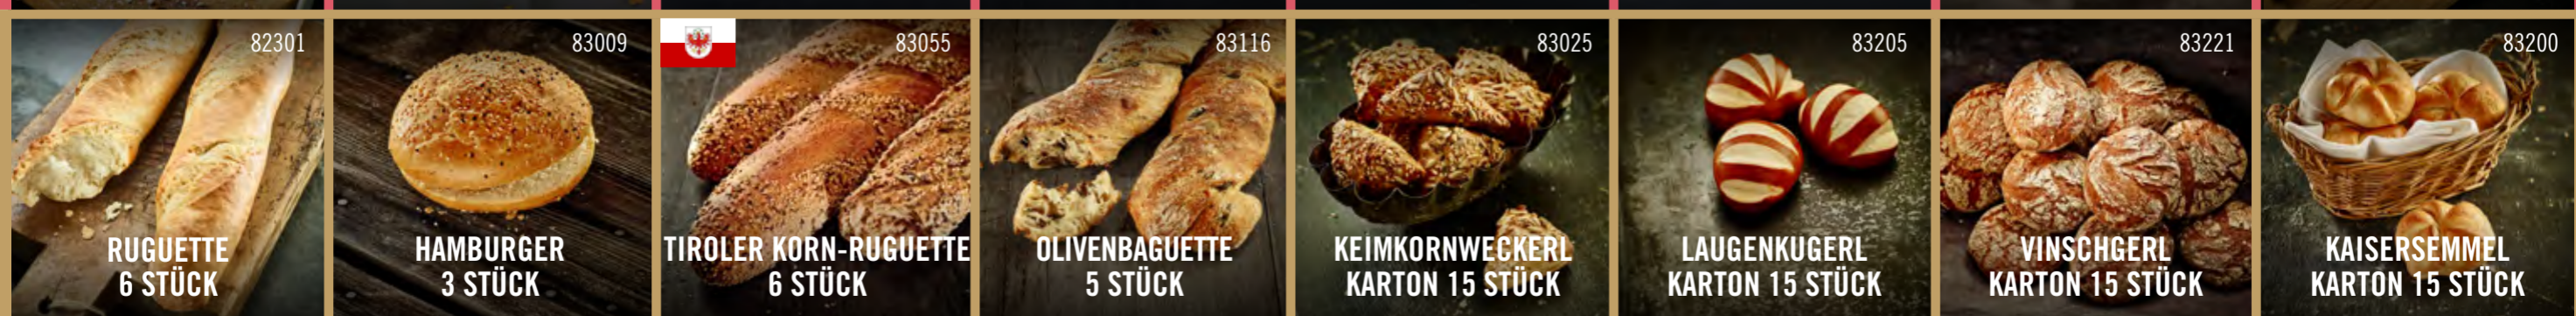 82301
RUGUETTE
6 STÜCK
83009
HAMBURGER
3 STÜCK
83055
TIROLER KORN-RUGUETTE
6 STÜCK
83116
OLIVENBAGUETTE
5 STÜCK
83025
KEIMKORNWECKERL
KARTON 15 STÜCK
83205
LAUGENKUGERL
KARTON 15 STÜCK
83221
VINSCHGERL
KARTON 15 STÜCK
83200
KAISERSEMMEL
KARTON 15 STÜCK